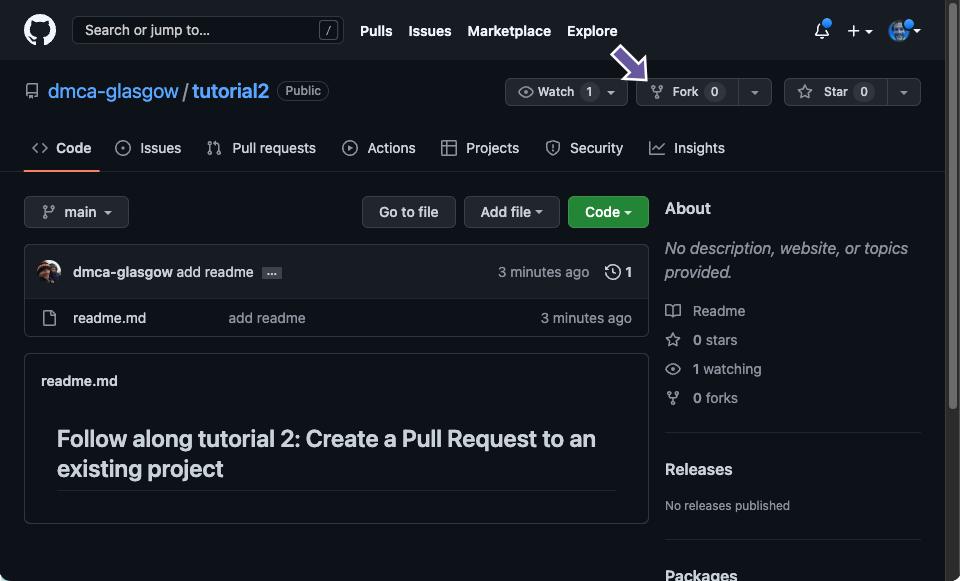 Search or jump to... / Pulls Issues Marketplace Explore
dmca-glasgow / tutorial2 Public Watch 1 Fork 0 Star 0
Code Issues Pull requests Actions Projects Security Insights
main Go to file Add file Code
About
No description, website, or topics
provided.
dmca-glasgow add readme ... 3 minutes ago 1
readme.md add readme 3 minutes ago
Readme
0 stars
1 watching
0 forks
readme.md
Follow along tutorial 2: Create a Pull Request to an
existing project
Releases
No releases published
Packages